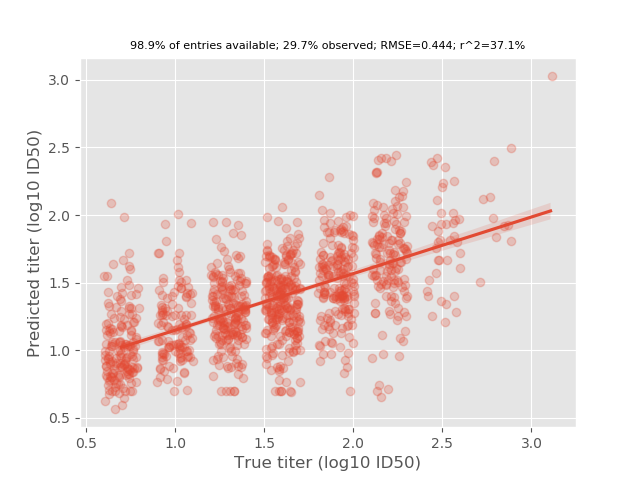 98.9% of entries available; 29.7% observed; RMSE=0.444; r^2=37.1%
3.0
2.5
2.0
1.5
1.0
0.5
Predicted titer (log10 ID50)
0.5 1.0 1.5 2.0 2.5 3.0
True titer (log10 ID50)